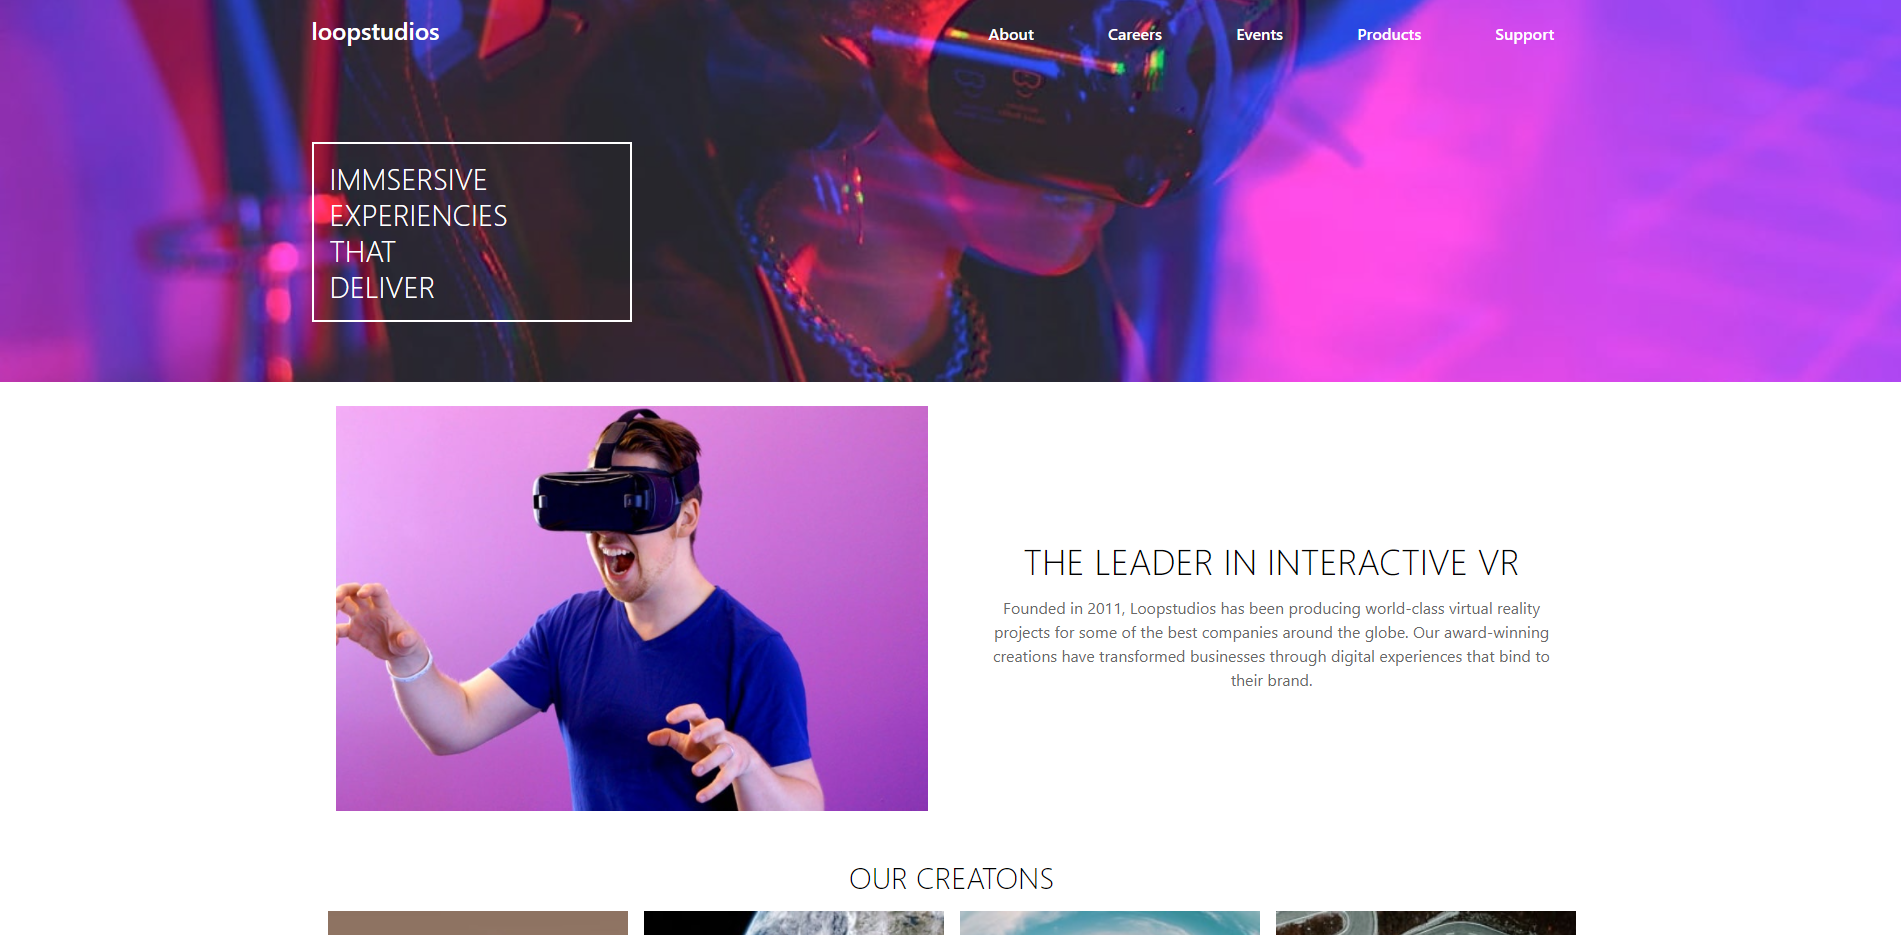 loopstudios
About Careers Events Products Support
IMMSERSIVE
EXPERIENCIES
THAT
DELIVER
THE LEADER IN INTERACTIVE VR
Founded in 2011, Loopstudios has been producing world-class virtual reality
projects for some of the best companies around the globe. Our award-winning
creations have transformed businesses through digital experiences that bind to
their brand.
OUR CREATONS